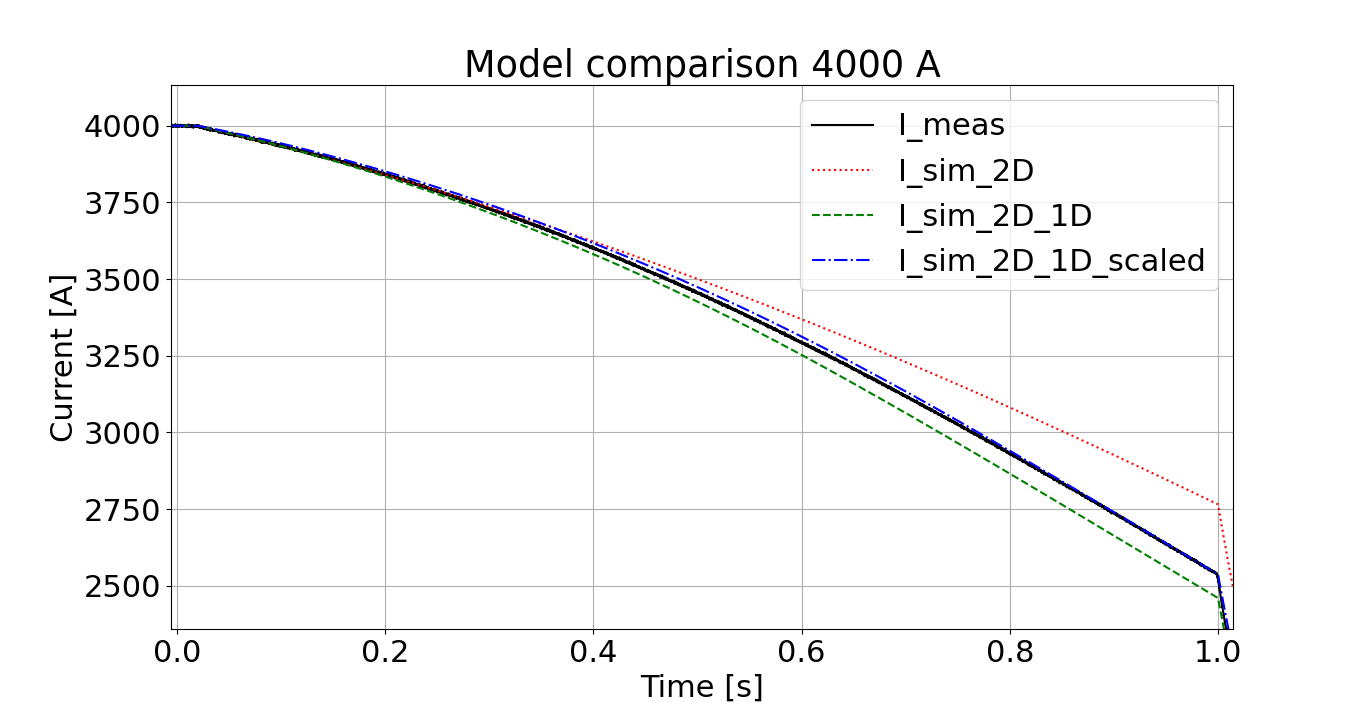 Model comparison 4000 A
I_meas
I_sim_2D
I_sim_2D_1D
I_sim_2D_1D_scaled
Current [A]
4000
3750
3500
3250
3000
2750
2500
0.0 0.2 0.4 0.6 0.8 1.0
Time [s]